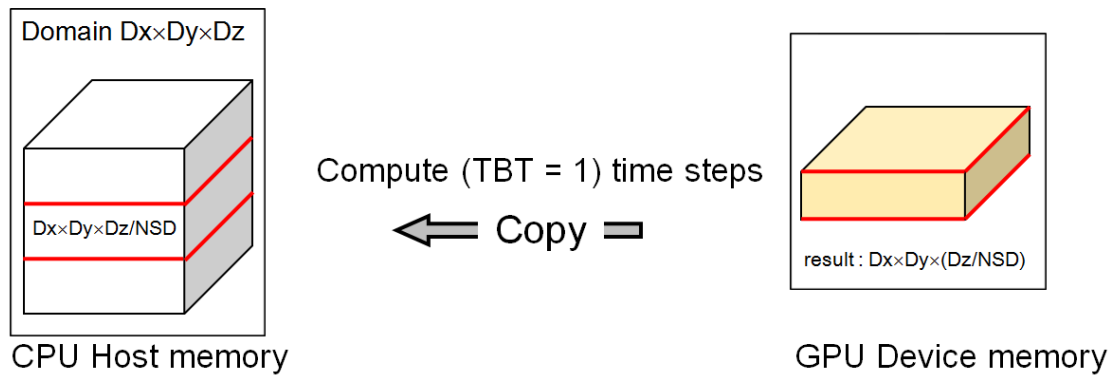 Domain Dx×Dy×Dz
Dx×Dy×Dz/NSD
CPU Host memory
Compute (TBT = 1) time steps
Copy
result : Dx×Dy×(Dz/NSD)
GPU Device memory